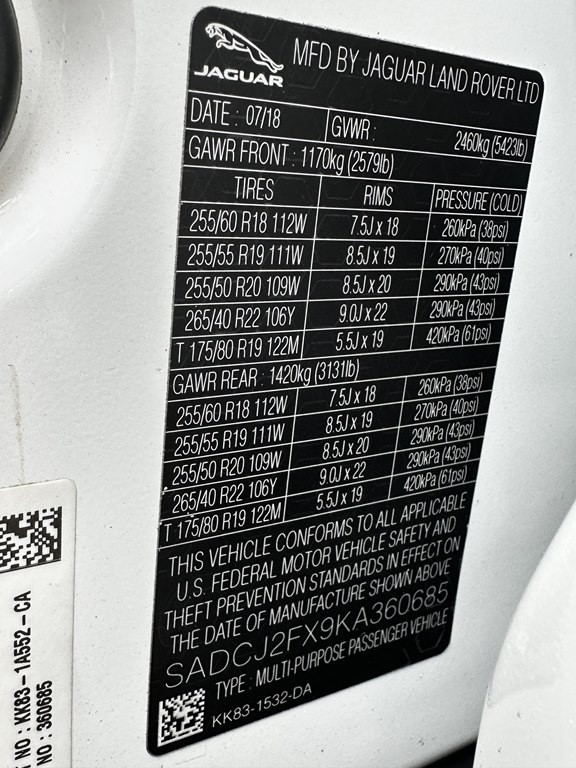 JAGUAR
MFD BY JAGUAR LAND ROVER LTD
DATE : 07/18 GVWR : 2460kg (5423lb)
GAWR FRONT : 1170kg (2579lb)
TIRES RIMS PRESSURE (COLD)
255/60 R18 112W 7.5J x 18 260kPa (38psi)
255/55 R19 111W 8.5J x 19 270kPa (40psi)
255/50 R20 109W 8.5J x 20 290kPa (43psi)
265/40 R22 106Y 9.0J x 22 290kPa (43psi)
T 175/80 R19 122M 5.5J x 19 420kPa (61psi)
GAWR REAR : 1420kg (3131lb)
255/60 R18 112W 7.5J x 18 260kPa (38psi)
255/55 R19 111W 8.5J x 19 270kPa (40psi)
255/50 R20 109W 8.5J x 20 290kPa (43psi)
265/40 R22 106Y 9.0J x 22 290kPa (43psi)
T 175/80 R19 122M 5.5J x 19 420kPa (61psi)
THIS VEHICLE CONFORMS TO ALL APPLICABLE
U.S. FEDERAL MOTOR VEHICLE SAFETY AND
THEFT PREVENTION STANDARDS IN EFFECT ON
THE DATE OF MANUFACTURE SHOWN ABOVE
SADCJ2FX9KA360685
TYPE : MULTI-PURPOSE PASSENGER VEHICLE
KK83-1532-DA
NO : KK83-1A552-CA
NO : 360685